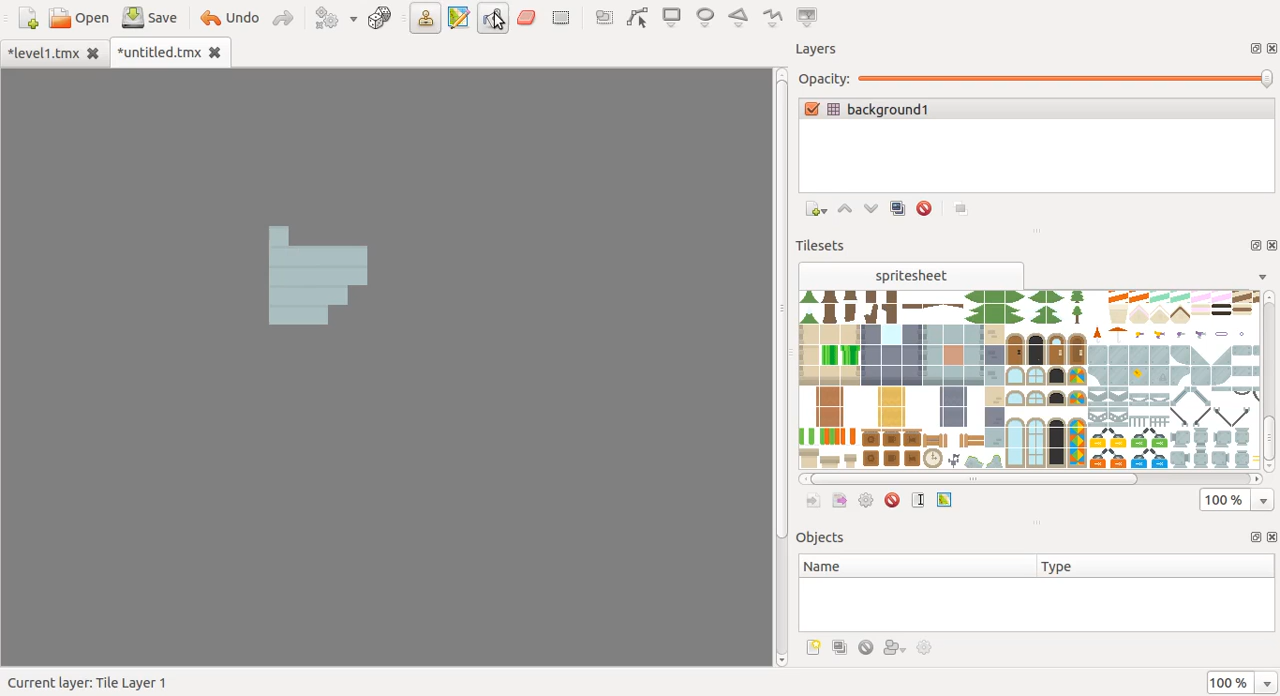 Open Save Undo
*level1.tmx *untitled.tmx
Layers
Opacity:
background1
Tilesets
spritesheet
100 %
Objects
Name Type
Current layer: Tile Layer 1
100 %